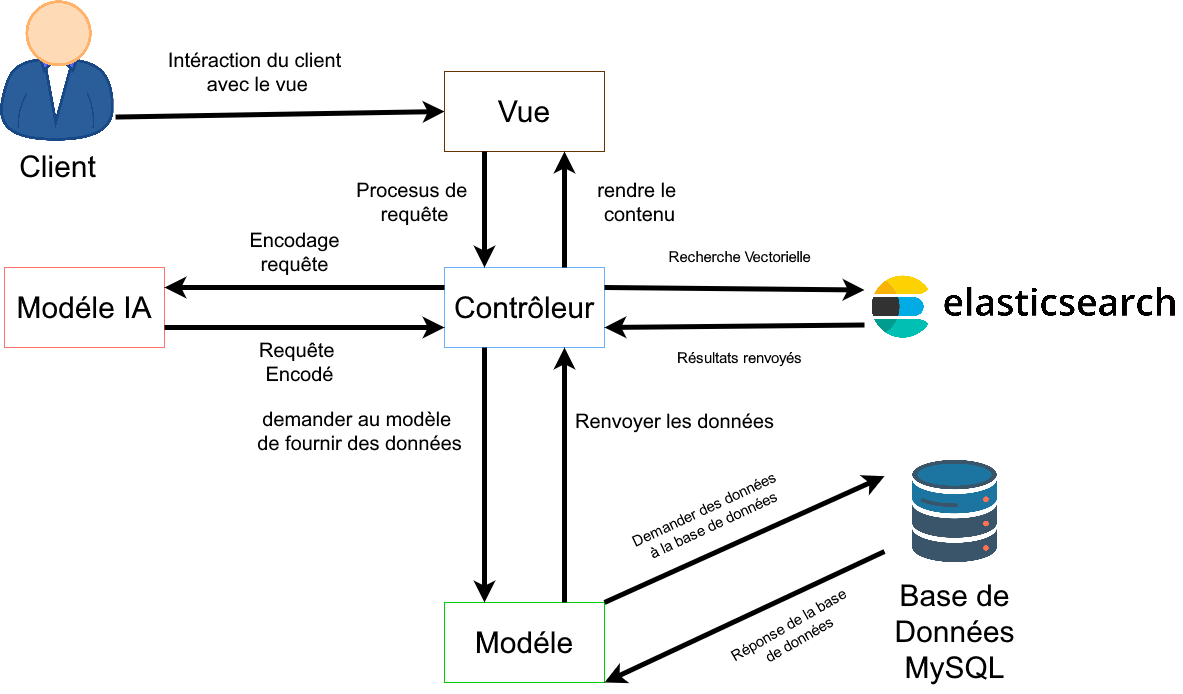 Intéraction du client
avec le vue
Vue
Client
Procesus de
requête
rendre le
contenu
Encodage
requête
Recherche Vectorielle
Modéle IA
Contrôleur
elasticsearch
Requête
Encodé
Résultats renvoyés
demander au modèle
de fournir des données
Renvoyer les données
Demander des données
à la base de données
Réponse de la base
de données
Base de
Données
MySQL
Modéle